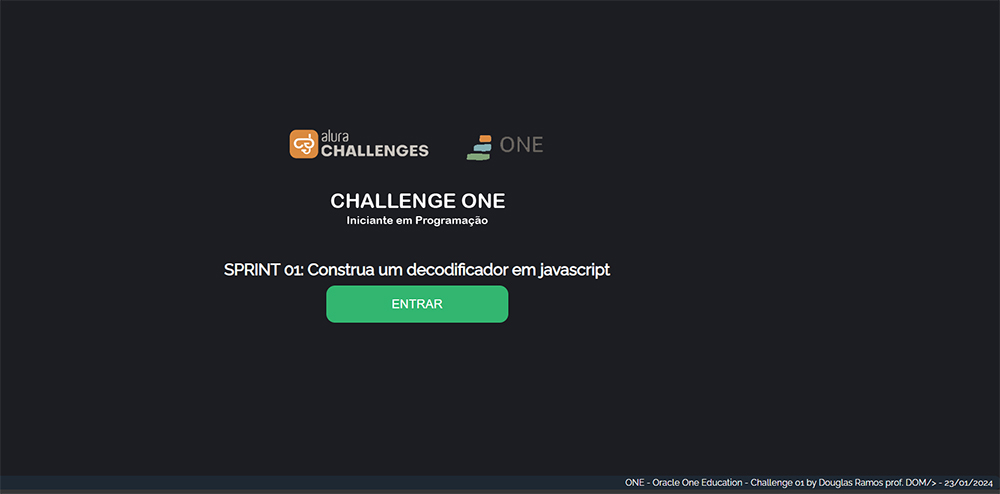 alura
CHALLENGES
ONE
CHALLENGE ONE
Iniciante em Programação
SPRINT 01: Construa um decodificador em javascript
ENTRAR
ONE - Oracle One Education - Challenge 01 by Douglas Ramos prof. DOM/> - 23/01/2024